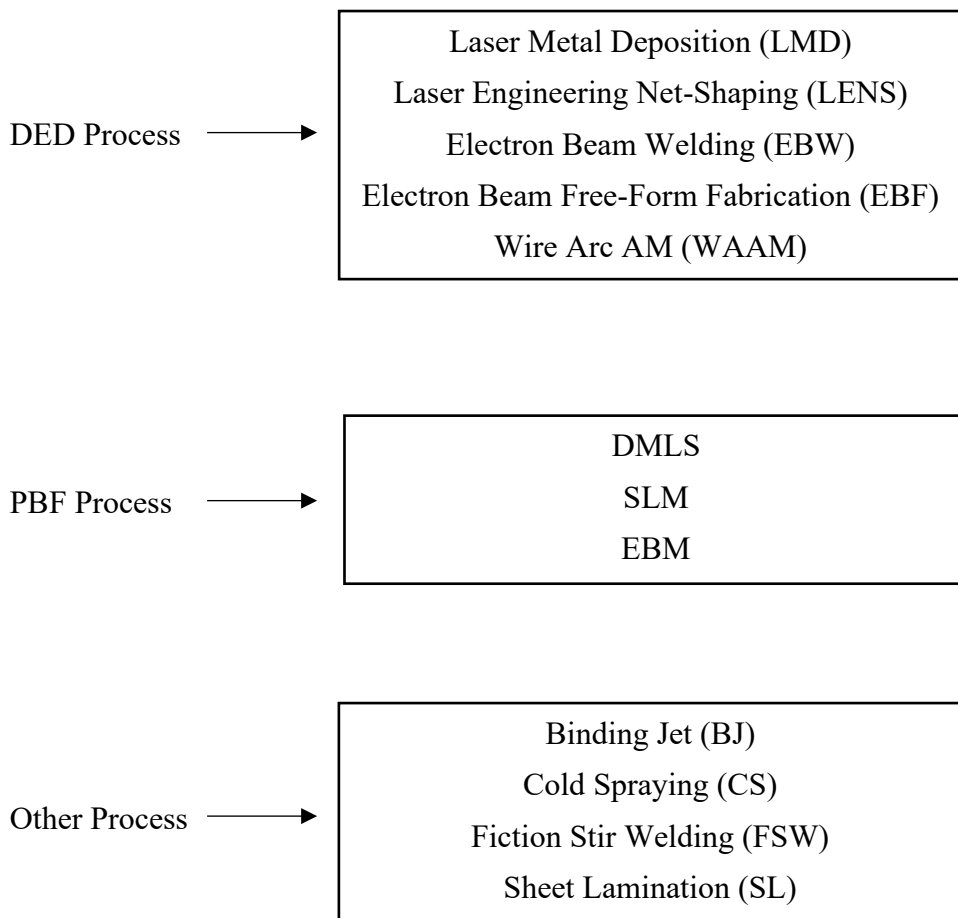 DED Process
Laser Metal Deposition (LMD)
Laser Engineering Net-Shaping (LENS)
Electron Beam Welding (EBW)
Electron Beam Free-Form Fabrication (EBF)
Wire Arc AM (WAAM)
PBF Process
DMLS
SLM
EBM
Other Process
Binding Jet (BJ)
Cold Spraying (CS)
Fiction Stir Welding (FSW)
Sheet Lamination (SL)